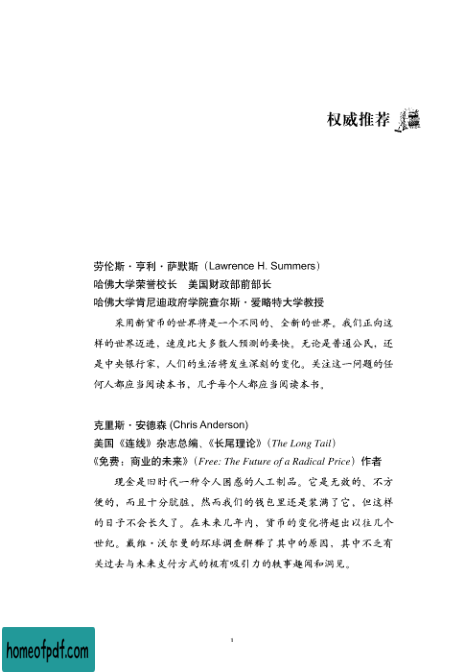 权威推荐
劳伦斯·亨利·萨默斯（Lawrence H. Summers）
哈佛大学荣誉校长 美国财政部前部长
哈佛大学肯尼迪政府学院查尔斯·爱略特大学教授
采用新货币的世界将是一个不同的、全新的世界。我们正向这
样的世界迈进，速度比大多数人预测的要快。无论是普通公民，还
是中央银行家，人们的生活将发生深刻的变化。关注这一问题的任
何人都应当阅读本书，几乎每个人都应当阅读本书。
克里斯·安德森 (Chris Anderson)
美国《连线》杂志总编、《长尾理论》（The Long Tail）
《免费：商业的未来》（Free: The Future of a Radical Price）作者
现金是旧时代一种令人困惑的人工制品。它是无效的、不方
便的，而且十分肮脏，然而我们的钱包里还是装满了它，但这样
的日子不会长久了。在未来几年内，货币的变化将超出以往几个
世纪。戴维·沃尔曼的环球调查解释了其中的原因，其中不乏有
关过去与未来支付方式的极有吸引力的轶事趣闻和洞见。
1
homeofpdf.com